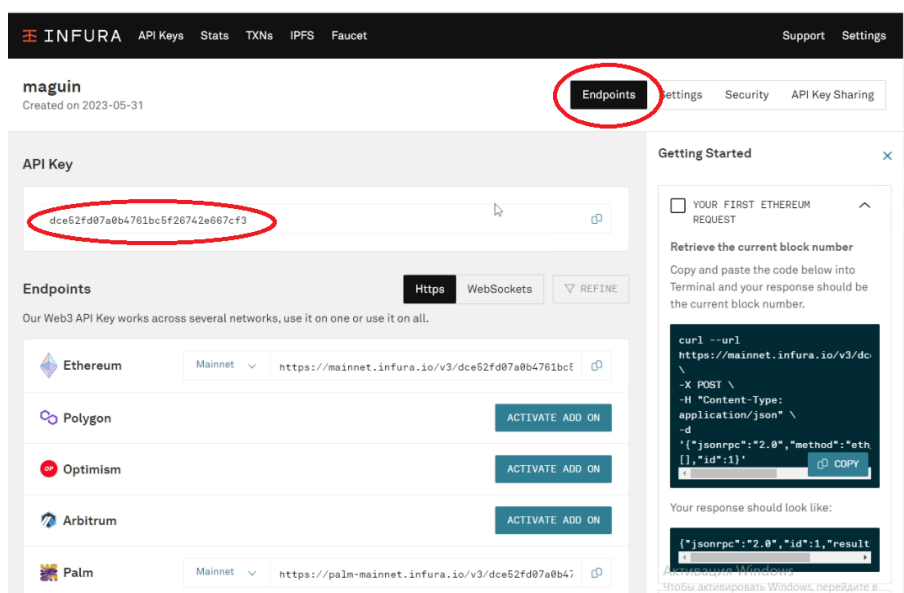 INFURA API Keys Stats TXNs IPFS Faucet Support Settings
maguin
Created on 2023-05-31
Endpoints Settings Security API Key Sharing
API Key
dce52fd07a0b4761bc5f26742e667cf3
Endpoints Https WebSockets REFINE
Our Web3 API Key works across several networks, use it on one or use it on all.
Ethereum Mainnet https://mainnet.infura.io/v3/dce52fd07a0b4761bc5
Polygon ACTIVATE ADD ON
OP Optimism ACTIVATE ADD ON
Arbitrum ACTIVATE ADD ON
Palm Mainnet https://palm-mainnet.infura.io/v3/dce52fd07a0b47
Getting Started
YOUR FIRST ETHEREUM
REQUEST
Retrieve the current block number
Copy and paste the code below into
Terminal and your response should be
the current block number.
curl --url
https://mainnet.infura.io/v3/dce
\
-X POST \
-H "Content-Type:
application/json" \
-d
'{"jsonrpc":"2.0","method":"eth_
[],"id":1}'
COPY
Your response should look like:
{"jsonrpc":"2.0","id":1,"result
Активация Windows
Чтобы активировать Windows, перейдите в